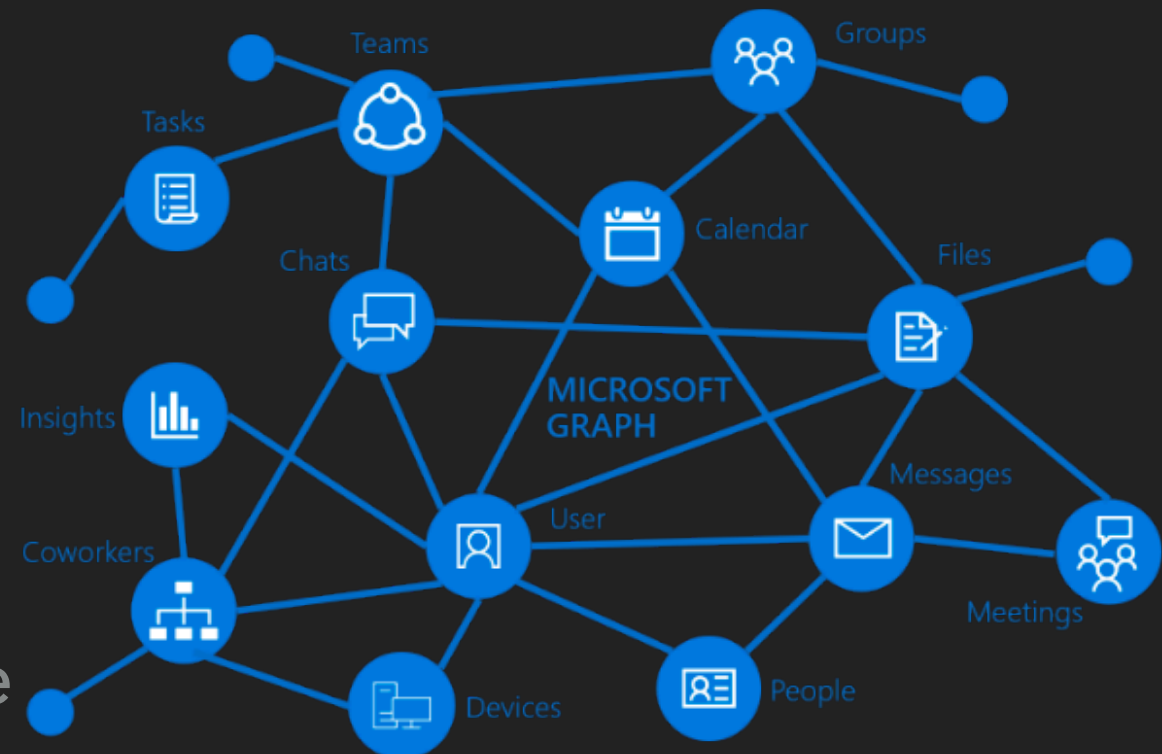 Groups
Teams
Tasks
Calendar
Files
Chats
MICROSOFT
GRAPH
Insights
Messages
User
Coworkers
Meetings
People
Devices
e